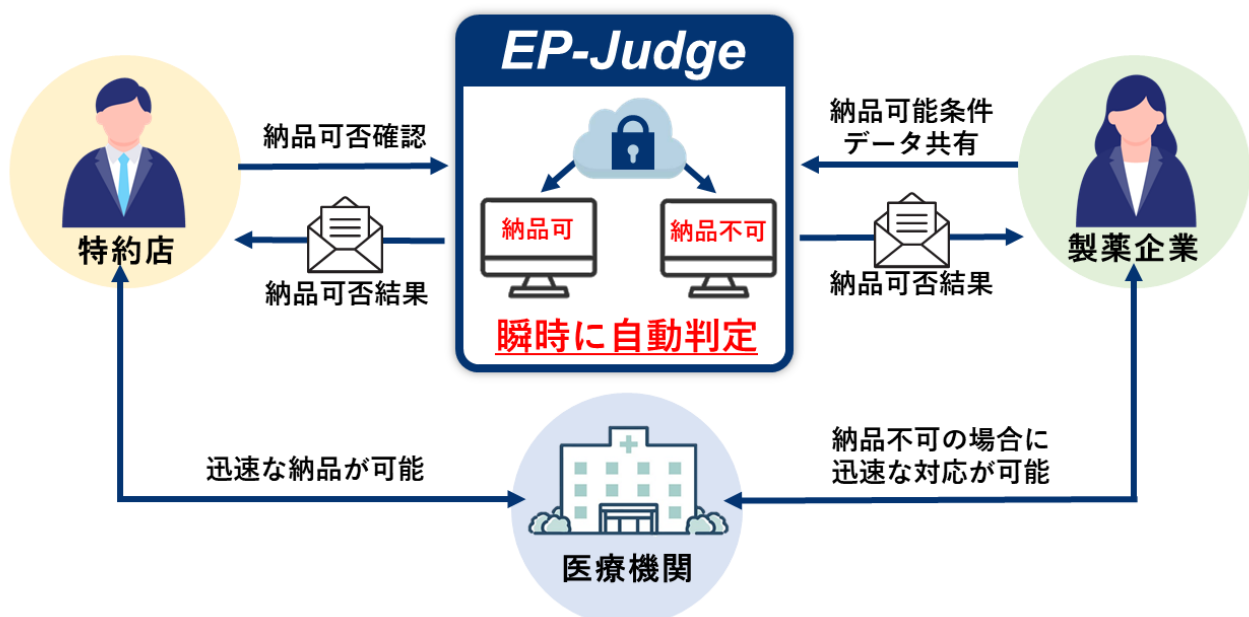 EP-Judge
納品可否確認
納品可能条件
データ共有
納品可
納品不可
特約店
製薬企業
納品可否結果
納品可否結果
瞬時に自動判定
迅速な納品が可能
納品不可の場合に
迅速な対応が可能
医療機関